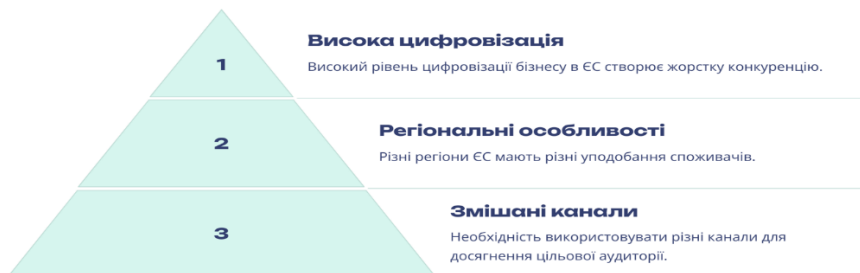 1
Висока цифровізація
Високий рівень цифровізації бізнесу в ЄС створює жорстку конкуренцію.
2
Регіональні особливості
Різні регіони ЄС мають різні уподобання споживачів.
3
Змішані канали
Необхідність використовувати різні канали для
досягнення цільової аудиторії.